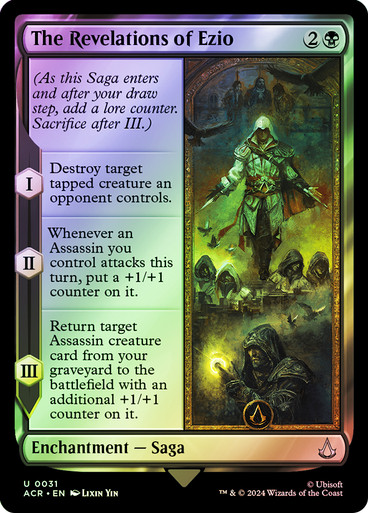 The Revelations of Ezio 2
(As this Saga enters
and after your draw
step, add a lore counter.
Sacrifice after III.)
I
Destroy target
tapped creature an
opponent controls.
II
Whenever an
Assassin you
control attacks this
turn, put a +1/+1
counter on it.
III
Return target
Assassin creature
card from your
graveyard to the
battlefield with an
additional +1/+1
counter on it.
Enchantment — Saga
U 0031
ACR • EN Lixin Yin
© Ubisoft
™ & © 2024 Wizards of the Coast